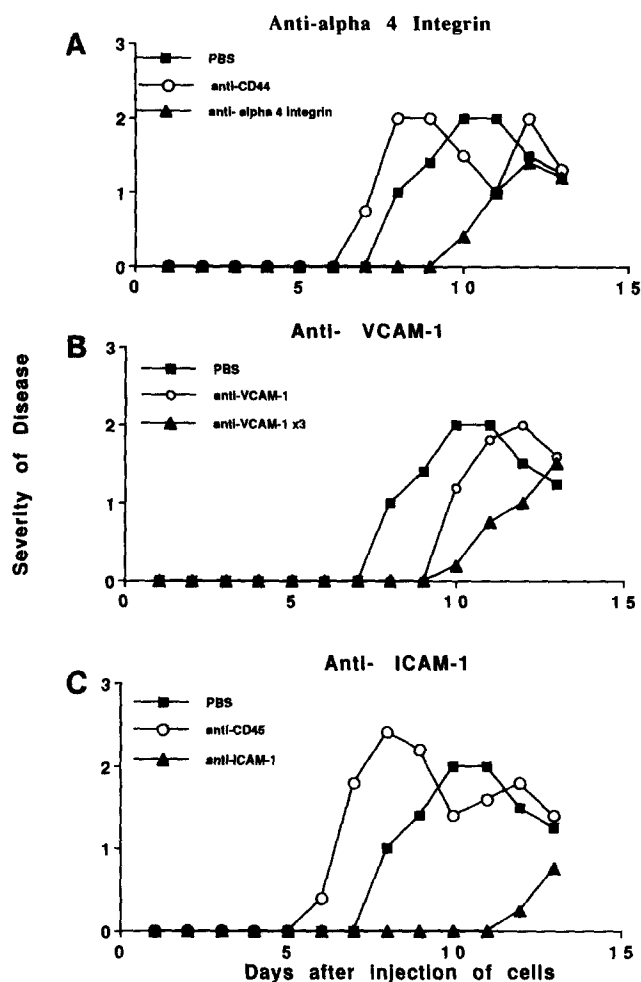 Anti-alpha 4 Integrin
A
3
PBS
anti-CD44
anti- alpha 4 integrin
2
1
0
0
5
10
15
Anti- VCAM-1
B
3
PBS
anti-VCAM-1
anti-VCAM-1 x3
2
1
0
0
5
10
15
Severity of Disease
Anti- ICAM-1
C
3
PBS
anti-CD45
anti-ICAM-1
2
1
0
0
5
10
15
Days after injection of cells